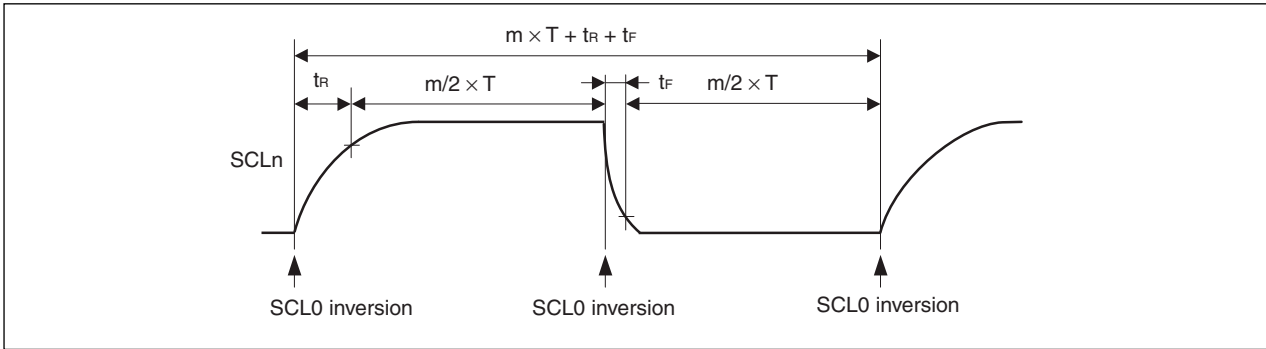 m × T + tR + tF
tR
m/2 × T
tF
m/2 × T
SCLn
SCL0 inversion
SCL0 inversion
SCL0 inversion